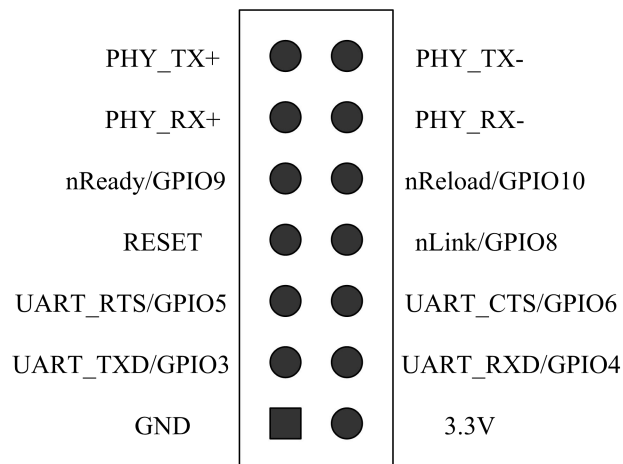 PHY_TX+ PHY_TX-
PHY_RX+ PHY_RX-
nReady/GPIO9 nReload/GPIO10
RESET nLink/GPIO8
UART_RTS/GPIO5 UART_CTS/GPIO6
UART_TXD/GPIO3 UART_RXD/GPIO4
GND 3.3V